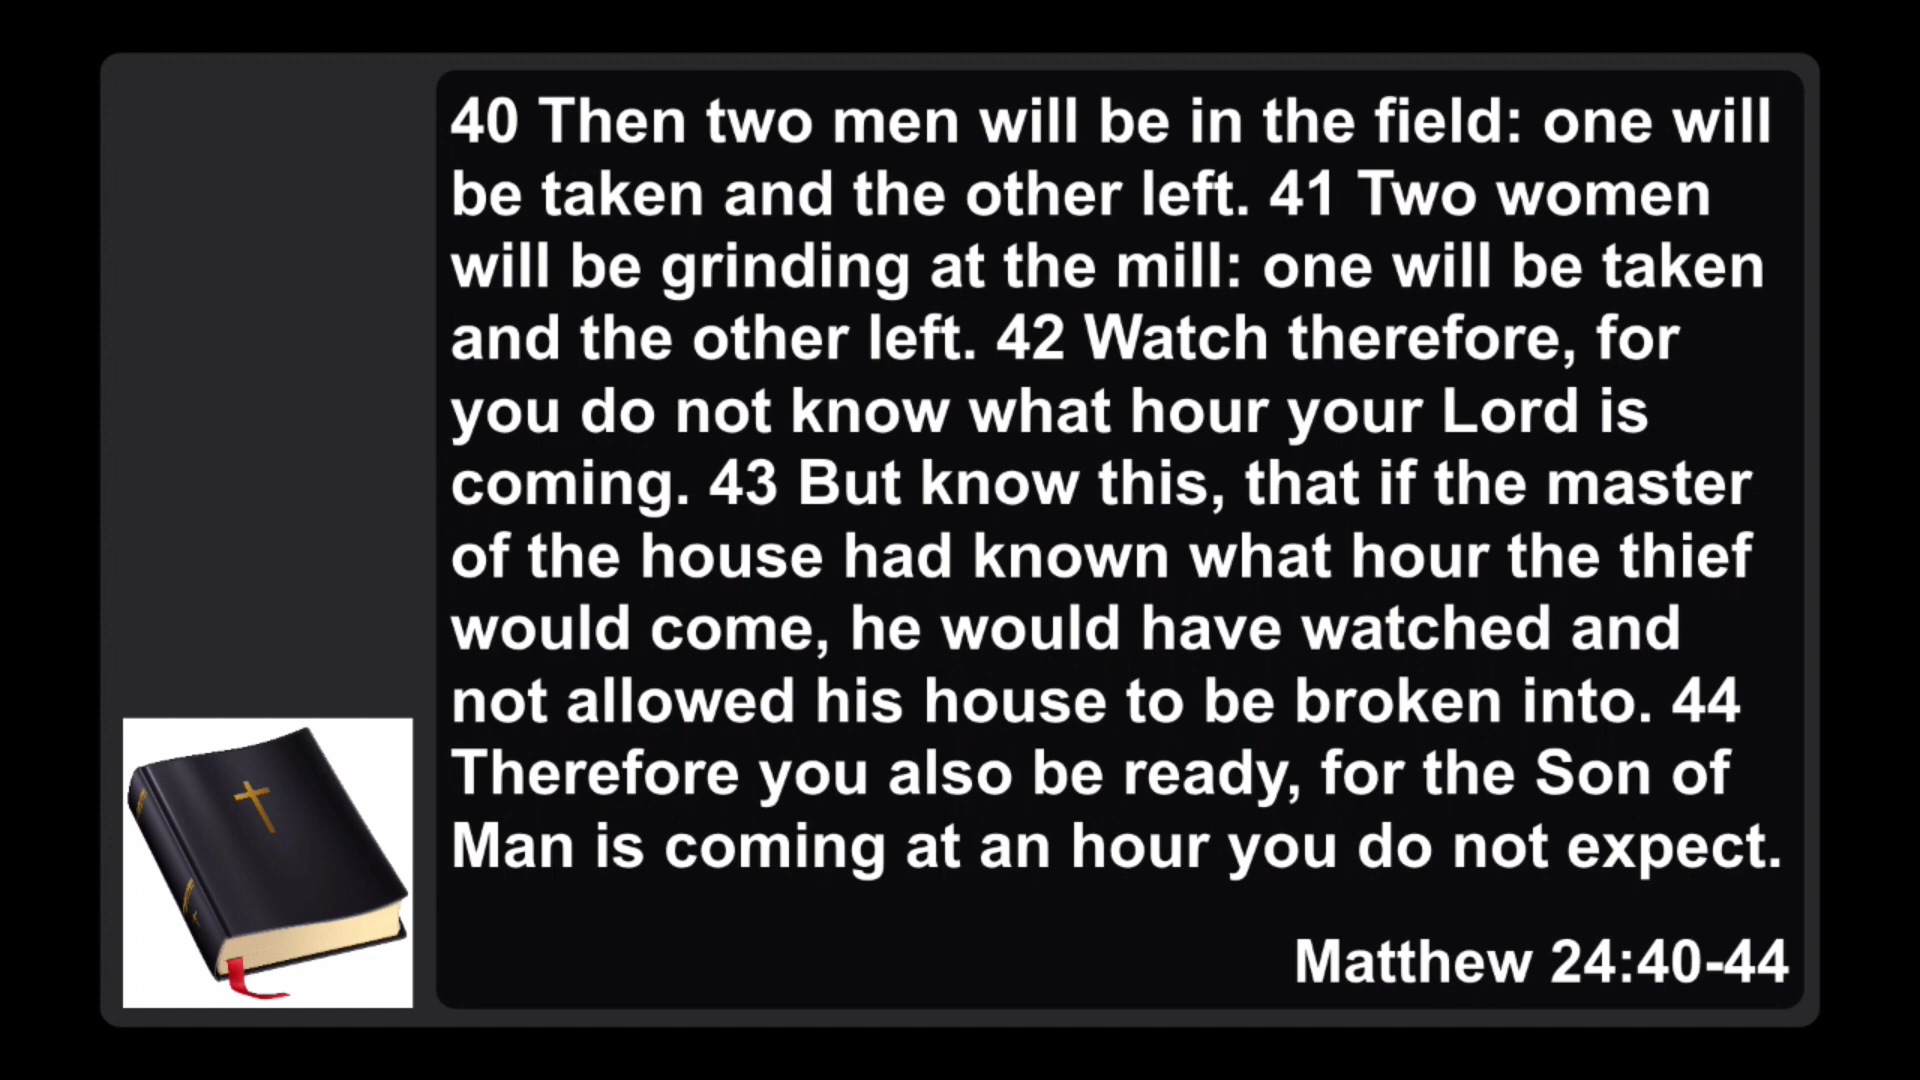 40 Then two men will be in the field: one will
be taken and the other left. 41 Two women
will be grinding at the mill: one will be taken
and the other left. 42 Watch therefore, for
you do not know what hour your Lord is
coming. 43 But know this, that if the master
of the house had known what hour the thief
would come, he would have watched and
not allowed his house to be broken into. 44
Therefore you also be ready, for the Son of
Man is coming at an hour you do not expect.
Matthew 24:40-44